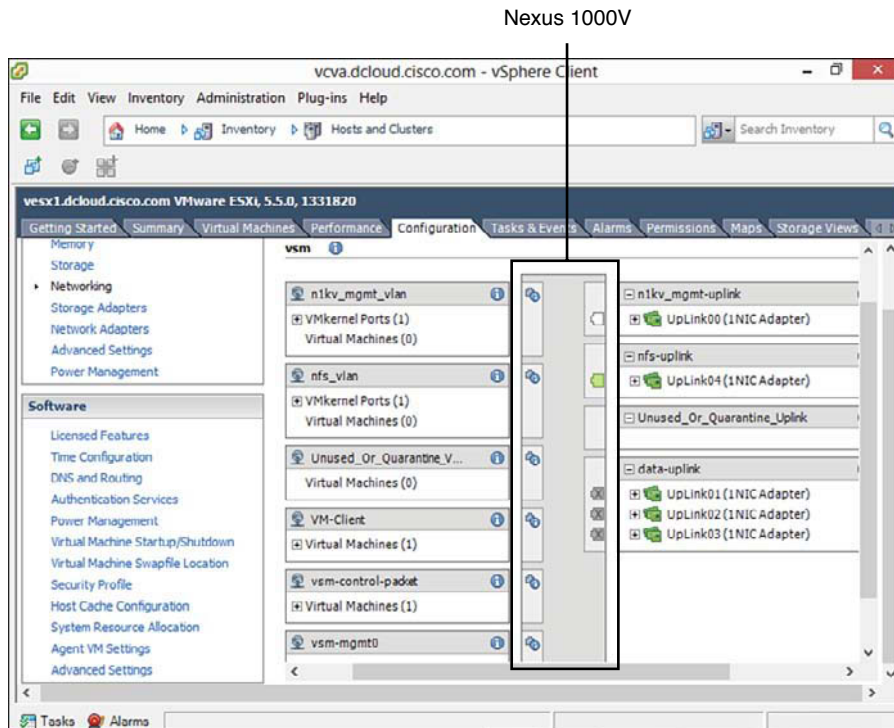 Nexus 1000V
vcva.dcloud.cisco.com - vSphere Client
File Edit View Inventory Administration Plug-ins Help
Home Inventory Hosts and Clusters
Search Inventory
vesx1.dcloud.cisco.com VMware ESXi, 5.5.0, 1331820
Getting Started Summary Virtual Machines Performance Configuration Tasks & Events Alarms Permissions Maps Storage Views
Memory
Storage
Networking
Storage Adapters
Network Adapters
Advanced Settings
Power Management
Software
Licensed Features
Time Configuration
DNS and Routing
Authentication Services
Power Management
Virtual Machine Startup/Shutdown
Virtual Machine Swapfile Location
Security Profile
Host Cache Configuration
System Resource Allocation
Agent VM Settings
Advanced Settings
vsm
n1kv_mgmt_vlan
VMkernel Ports (1)
Virtual Machines (0)
nfs_vlan
VMkernel Ports (1)
Virtual Machines (0)
Unused_Or_Quarantine_V...
Virtual Machines (0)
VM-Client
Virtual Machines (1)
vsm-control-packet
Virtual Machines (1)
vsm-mgmt0
n1kv_mgmt-uplink
UpLink00 (1 NIC Adapter)
nfs-uplink
UpLink04 (1 NIC Adapter)
Unused_Or_Quarantine_Uplink
data-uplink
UpLink01 (1 NIC Adapter)
UpLink02 (1 NIC Adapter)
UpLink03 (1 NIC Adapter)
Tasks Alarms